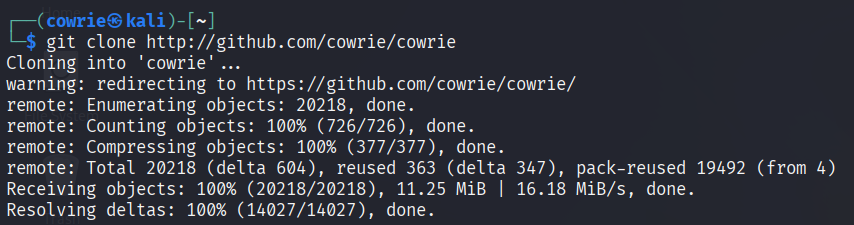 ┌──(cowrie㉿kali)-[~]
└─$ git clone http://github.com/cowrie/cowrie
Cloning into 'cowrie'...
warning: redirecting to https://github.com/cowrie/cowrie/
remote: Enumerating objects: 20218, done.
remote: Counting objects: 100% (726/726), done.
remote: Compressing objects: 100% (377/377), done.
remote: Total 20218 (delta 604), reused 363 (delta 347), pack-reused 19492 (from 4)
Receiving objects: 100% (20218/20218), 11.25 MiB | 16.18 MiB/s, done.
Resolving deltas: 100% (14027/14027), done.